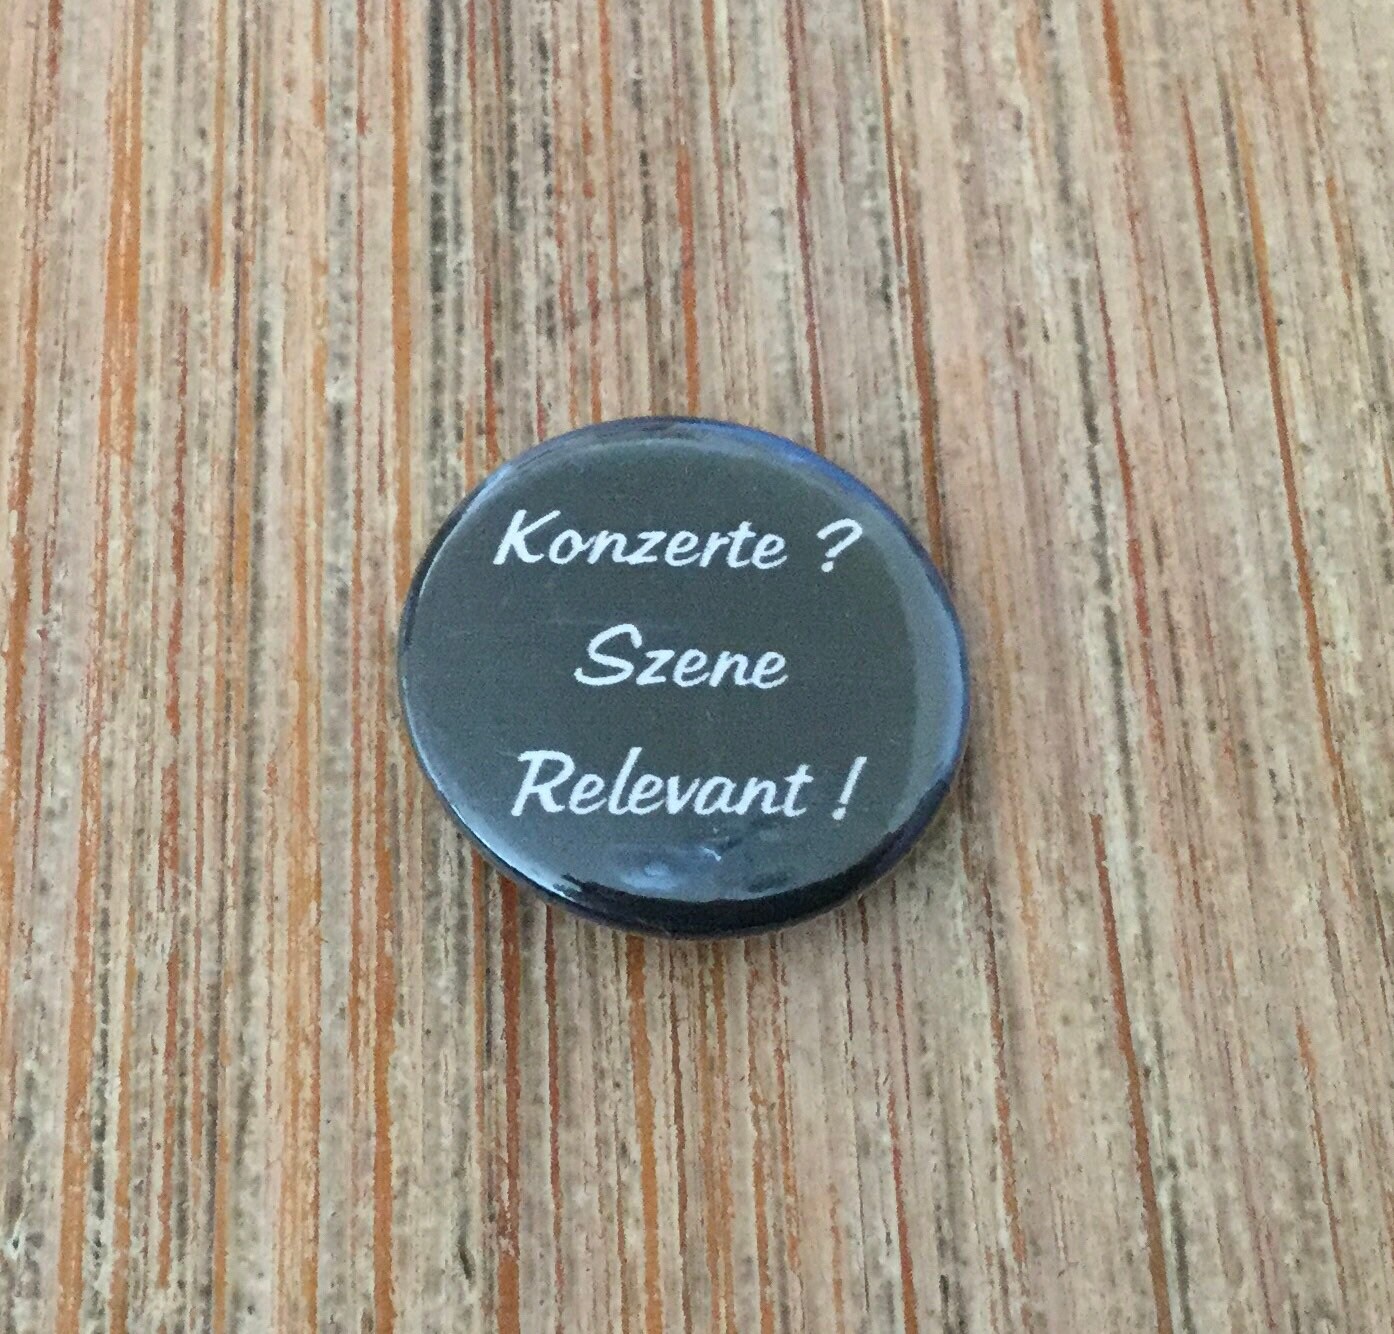 Konzerte ?
Szene
Relevant !